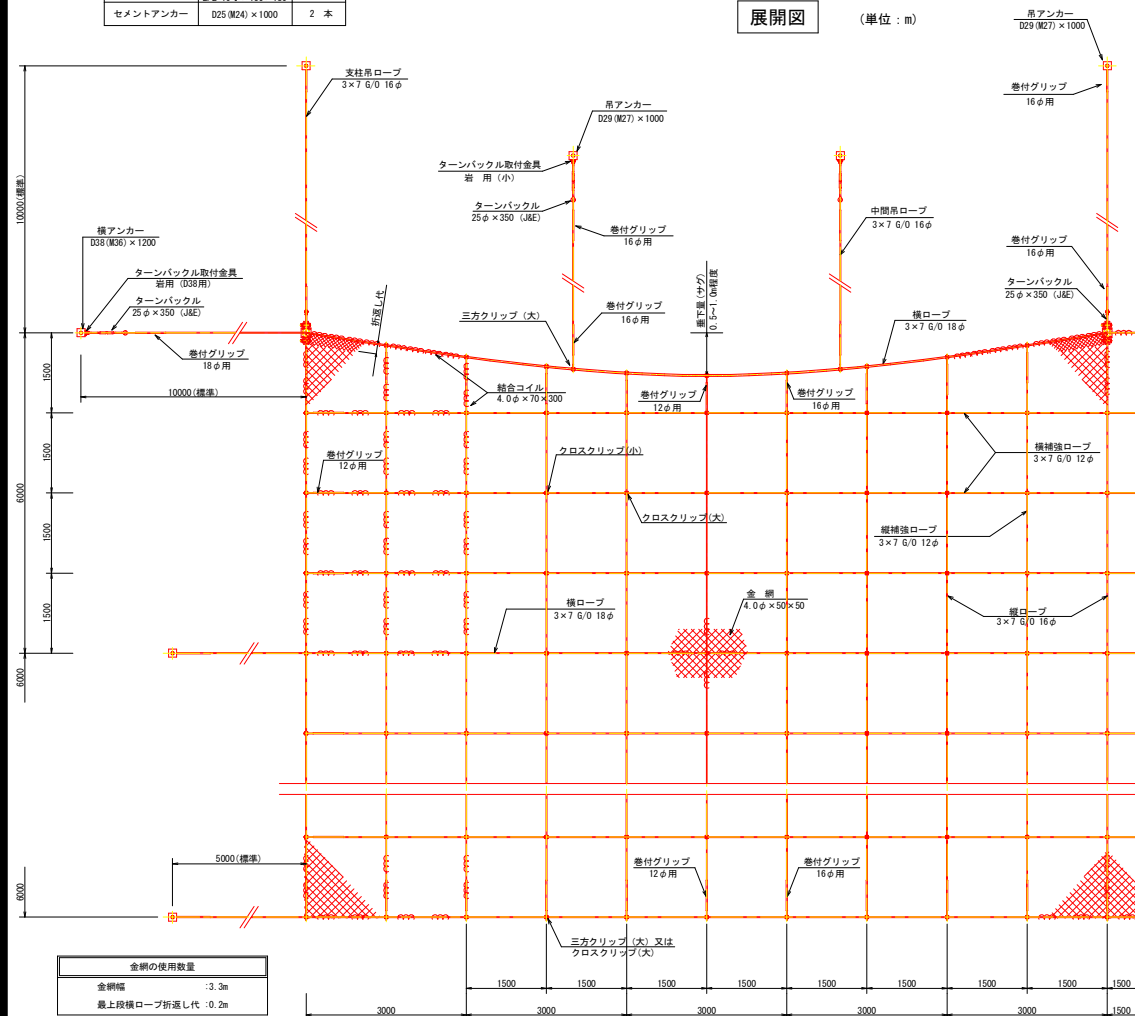 セメントアンカー D25(M24)×1000 2 本
展開図 (単位：m)
吊アンカー
D29(M27)×1000
支柱吊ロープ
3×7 G/O 16φ
巻付グリップ
16φ用
吊アンカー
D29(M27)×1000
ターンバックル取付金具
岩 用 (小)
ターンバックル
25φ×350 (J&E)
中間吊ロープ
3×7 G/O 16φ
10000(標準)
横アンカー
D38(M36)×1200
巻付グリップ
16φ用
巻付グリップ
16φ用
ターンバックル取付金具
岩用 (D38用)
ターンバックル
25φ×350 (J&E)
ターンバックル
25φ×350 (J&E)
折返し代
垂下量(サグ)
0.5~1.0m程度
巻付グリップ
16φ用
三方クリップ (大)
横ロープ
3×7 G/O 18φ
巻付グリップ
18φ用
1500
10000(標準)
結合コイル
4.0φ×70×300
巻付グリップ
12φ用
巻付グリップ
16φ用
1500
6000
巻付グリップ
12φ用
クロスクリップ(小)
横補強ロープ
3×7 G/O 12φ
クロスクリップ(大)
縦補強ロープ
3×7 G/O 12φ
1500
1500
横ロープ
3×7 G/O 18φ
金 網
4.0φ×50×50
縦ロープ
3×7 G/O 16φ
6000
5000(標準)
巻付グリップ
12φ用
巻付グリップ
16φ用
6000
三方クリップ (大) 又は
クロスクリップ(大)
金網の使用数量
金網幅 :3.3m
最上段横ロープ折返し代 :0.2m
1500 1500 1500 1500 1500 1500 1500 1500 1500
3000 3000 3000 3000 1500